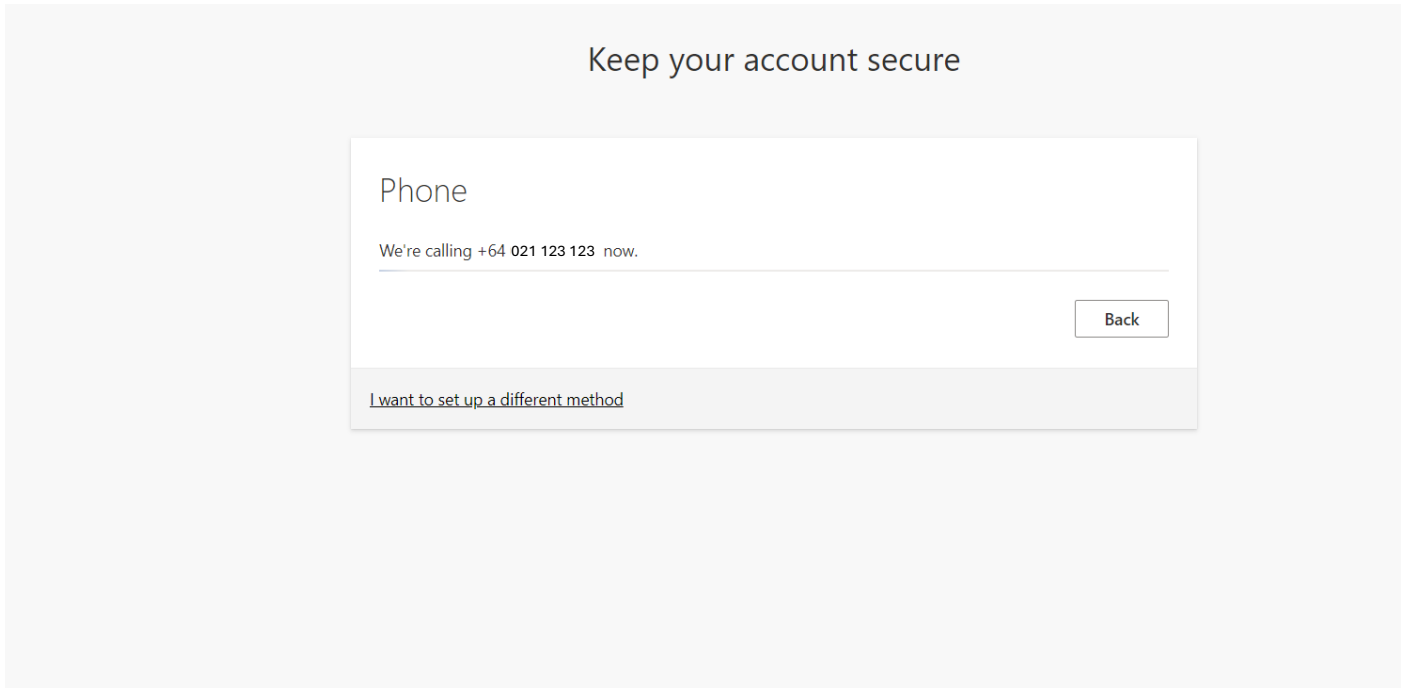 Keep your account secure
Phone
We're calling +64 021 123 123 now.
Back
I want to set up a different method